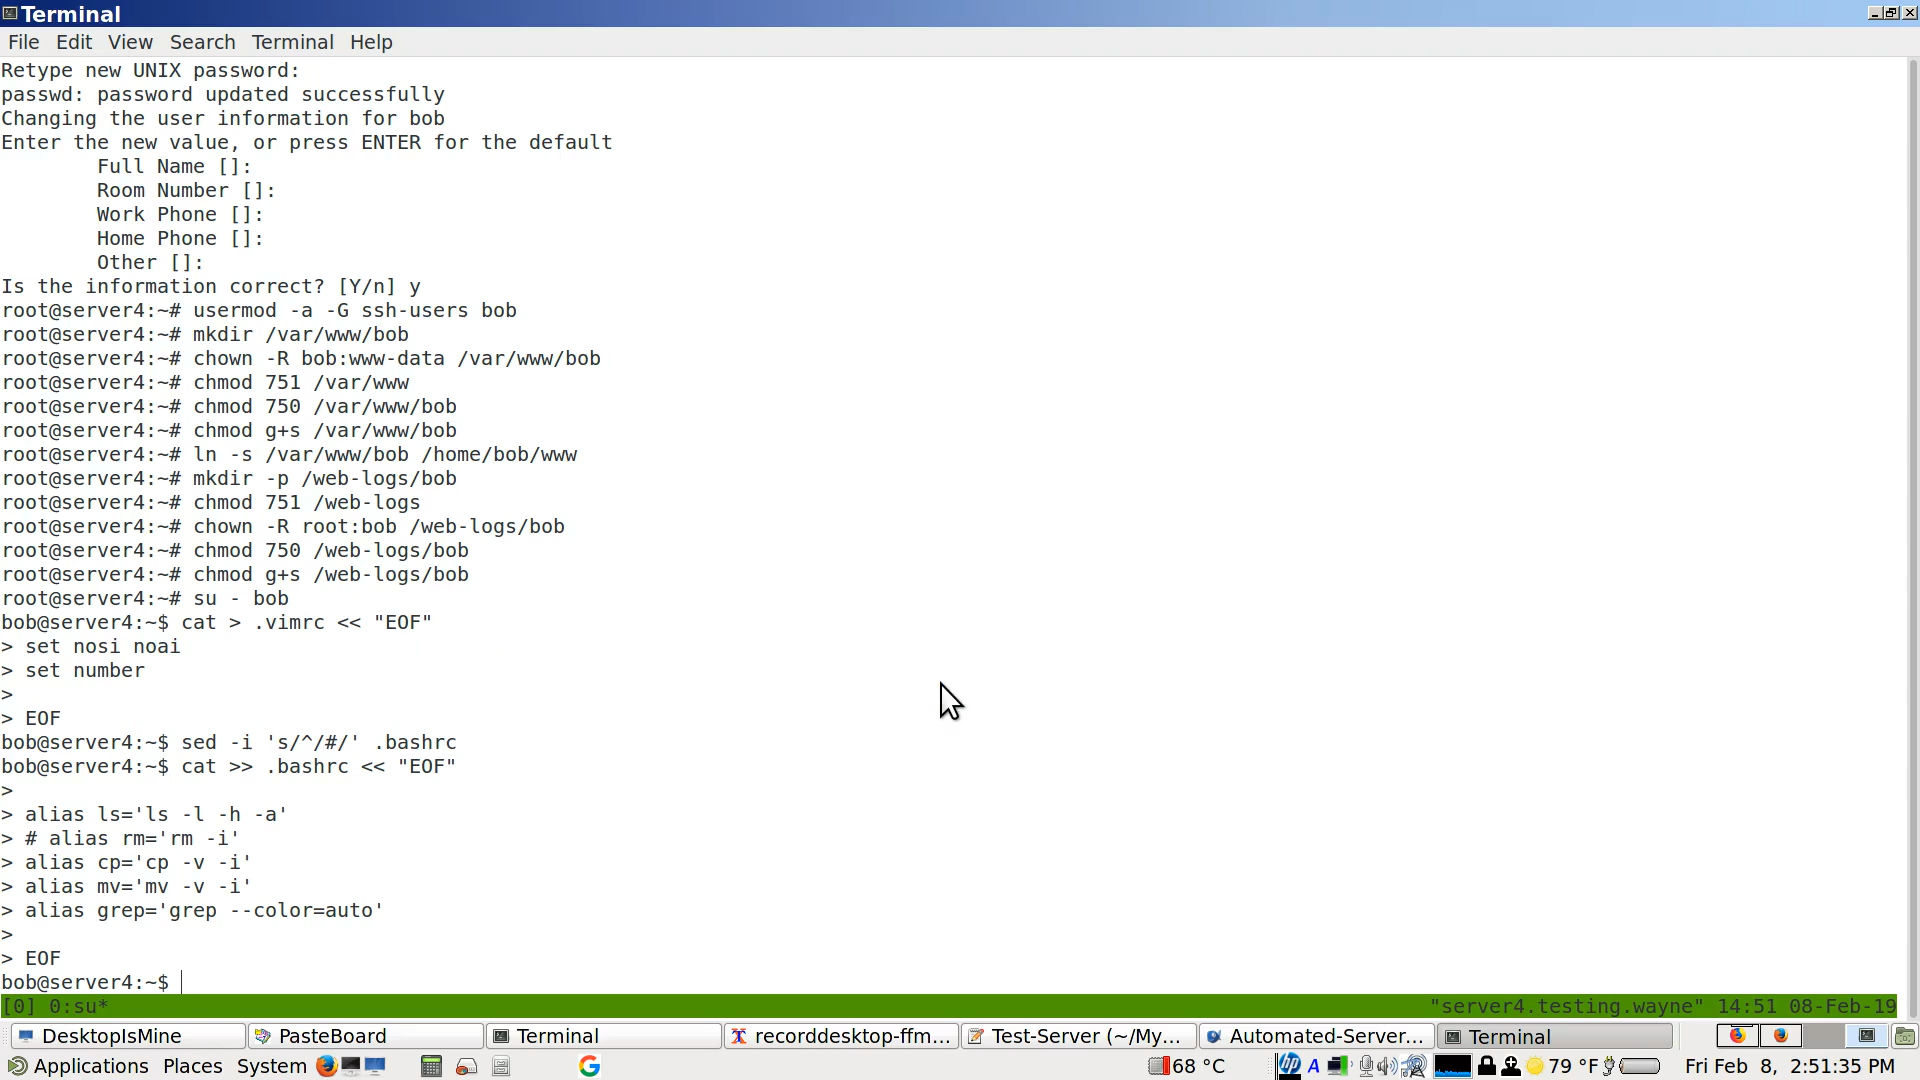 Terminal
File Edit View Search Terminal Help
Retype new UNIX password:
passwd: password updated successfully
Changing the user information for bob
Enter the new value, or press ENTER for the default
        Full Name []:
        Room Number []:
        Work Phone []:
        Home Phone []:
        Other []:
Is the information correct? [Y/n] y
root@server4:~# usermod -a -G ssh-users bob
root@server4:~# mkdir /var/www/bob
root@server4:~# chown -R bob:www-data /var/www/bob
root@server4:~# chmod 751 /var/www
root@server4:~# chmod 750 /var/www/bob
root@server4:~# chmod g+s /var/www/bob
root@server4:~# ln -s /var/www/bob /home/bob/www
root@server4:~# mkdir -p /web-logs/bob
root@server4:~# chmod 751 /web-logs
root@server4:~# chown -R root:bob /web-logs/bob
root@server4:~# chmod 750 /web-logs/bob
root@server4:~# chmod g+s /web-logs/bob
root@server4:~# su - bob
bob@server4:~$ cat > .vimrc << "EOF"
> set nosi noai
> set number
>
> EOF
bob@server4:~$ sed -i 's/^/#/' .bashrc
bob@server4:~$ cat >> .bashrc << "EOF"
>
> alias ls='ls -l -h -a'
> # alias rm='rm -i'
> alias cp='cp -v -i'
> alias mv='mv -v -i'
> alias grep='grep --color=auto'
>
> EOF
bob@server4:~$
[0] 0:su* "server4.testing.wayne" 14:51 08-Feb-19
DesktopIsMine PasteBoard Terminal recorddesktop-ffm... Test-Server (~/My... Automated-Server... Terminal
Applications Places System 68 °C 79 °F Fri Feb 8, 2:51:35 PM